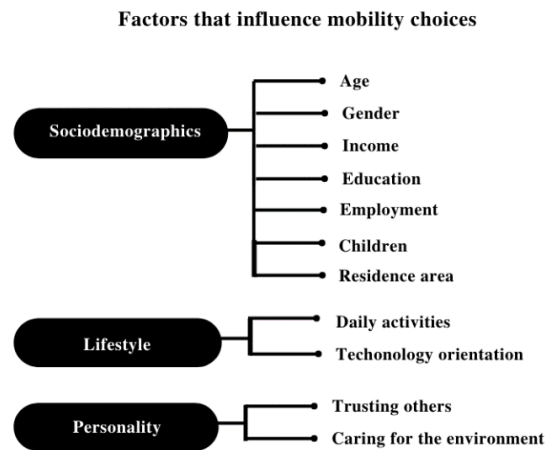 Factors that influence mobility choices
Sociodemographics
Age
Gender
Income
Education
Employment
Children
Residence area
Lifestyle
Daily activities
Techonology orientation
Personality
Trusting others
Caring for the environment